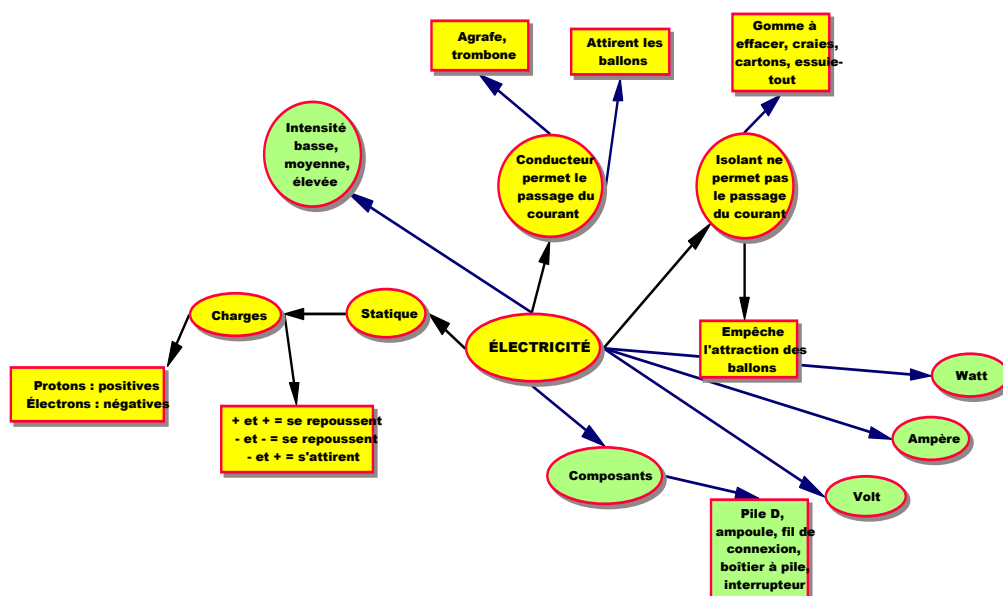 Agrafe,
trombone
Attirent les
ballons
Gomme à
effacer, craies,
cartons, essuie-
tout
Intensité
basse,
moyenne,
élevée
Conducteur
permet le
passage du
courant
Isolant ne
permet pas
le passage
du courant
Charges
Statique
ÉLECTRICITÉ
Empêche
l'attraction des
ballons
Watt
Protons : positives
Électrons : négatives
+ et + = se repoussent
- et - = se repoussent
- et + = s'attirent
Ampère
Composants
Volt
Pile D,
ampoule, fil de
connexion,
boîtier à pile,
interrupteur